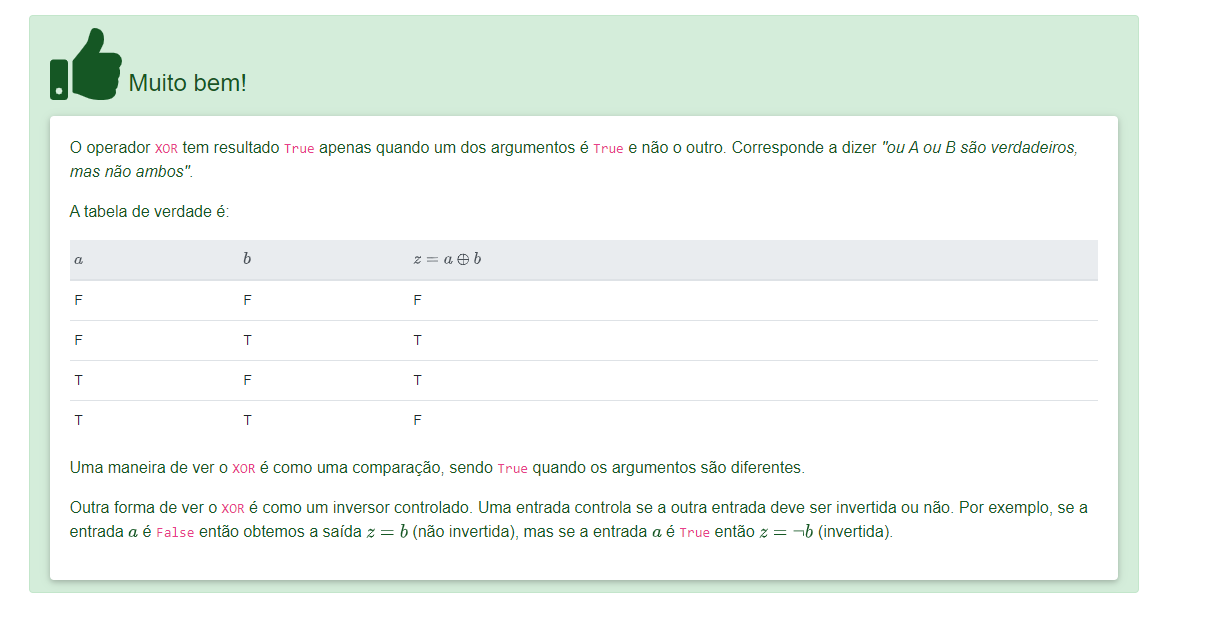 Muito bem!
O operador XOR tem resultado True apenas quando um dos argumentos é True e não o outro. Corresponde a dizer "ou A ou B são verdadeiros,
mas não ambos".
A tabela de verdade é:
a b z = a ⊕ b
F F F
F T T
T F T
T T F
Uma maneira de ver o XOR é como uma comparação, sendo True quando os argumentos são diferentes.
Outra forma de ver o XOR é como um inversor controlado. Uma entrada controla se a outra entrada deve ser invertida ou não. Por exemplo, se a
entrada a é False então obtemos a saída z = b (não invertida), mas se a entrada a é True então z = ¬b (invertida).